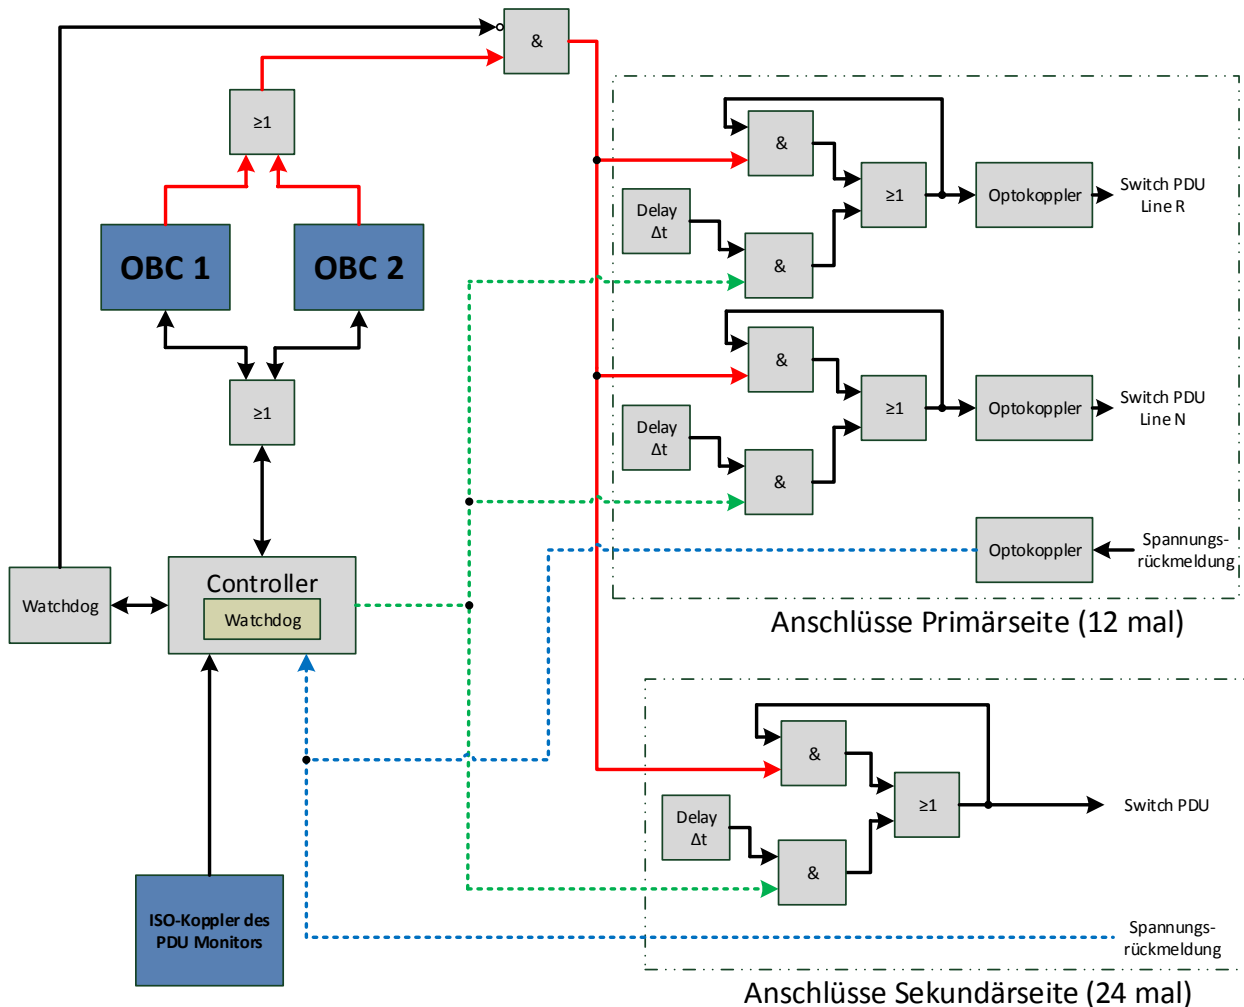 &
≥1
&
Delay
Δt
≥1
Optokoppler
Switch PDU
Line R
&
OBC 1
OBC 2
&
Delay
Δt
≥1
Optokoppler
Switch PDU
Line N
≥1
&
Optokoppler
Spannungs-
rückmeldung
Watchdog
Controller
Watchdog
Anschlüsse Primärseite (12 mal)
&
Delay
Δt
≥1
Switch PDU
&
ISO-Koppler des
PDU Monitors
Spannungs-
rückmeldung
Anschlüsse Sekundärseite (24 mal)